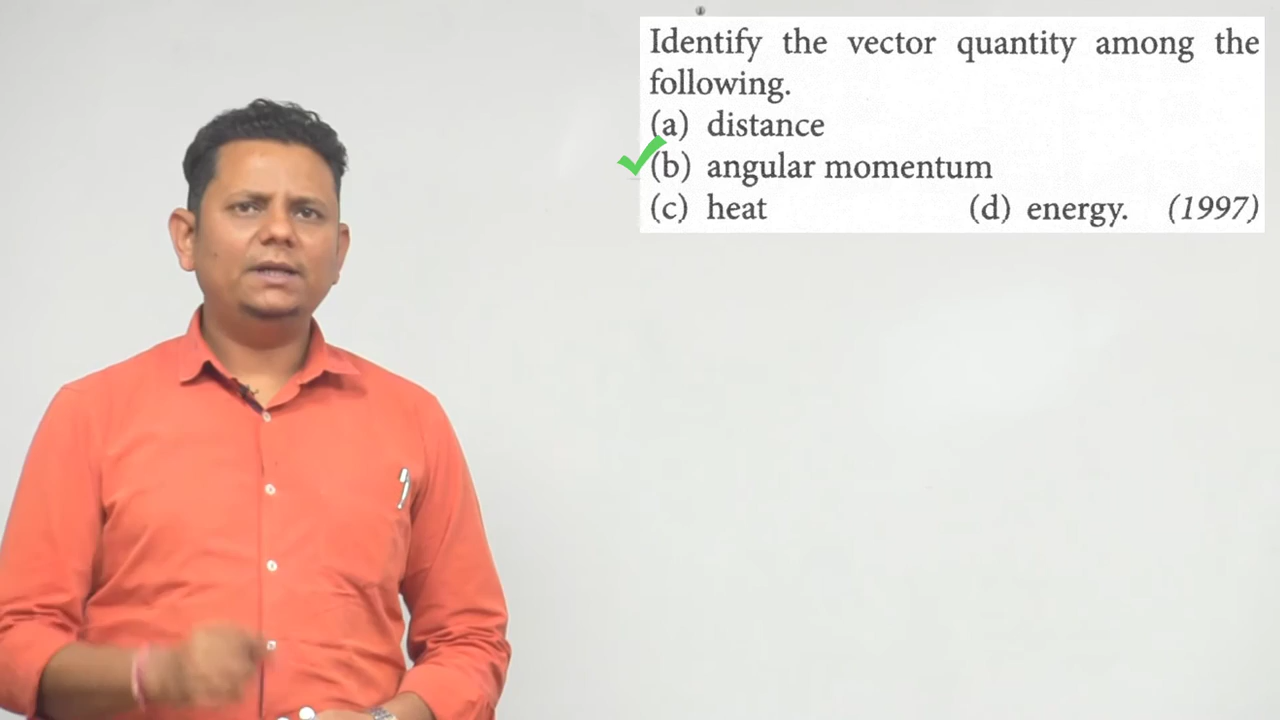 Identify the vector quantity among the
following.
(a) distance
(b) angular momentum
(c) heat (d) energy. (1997)